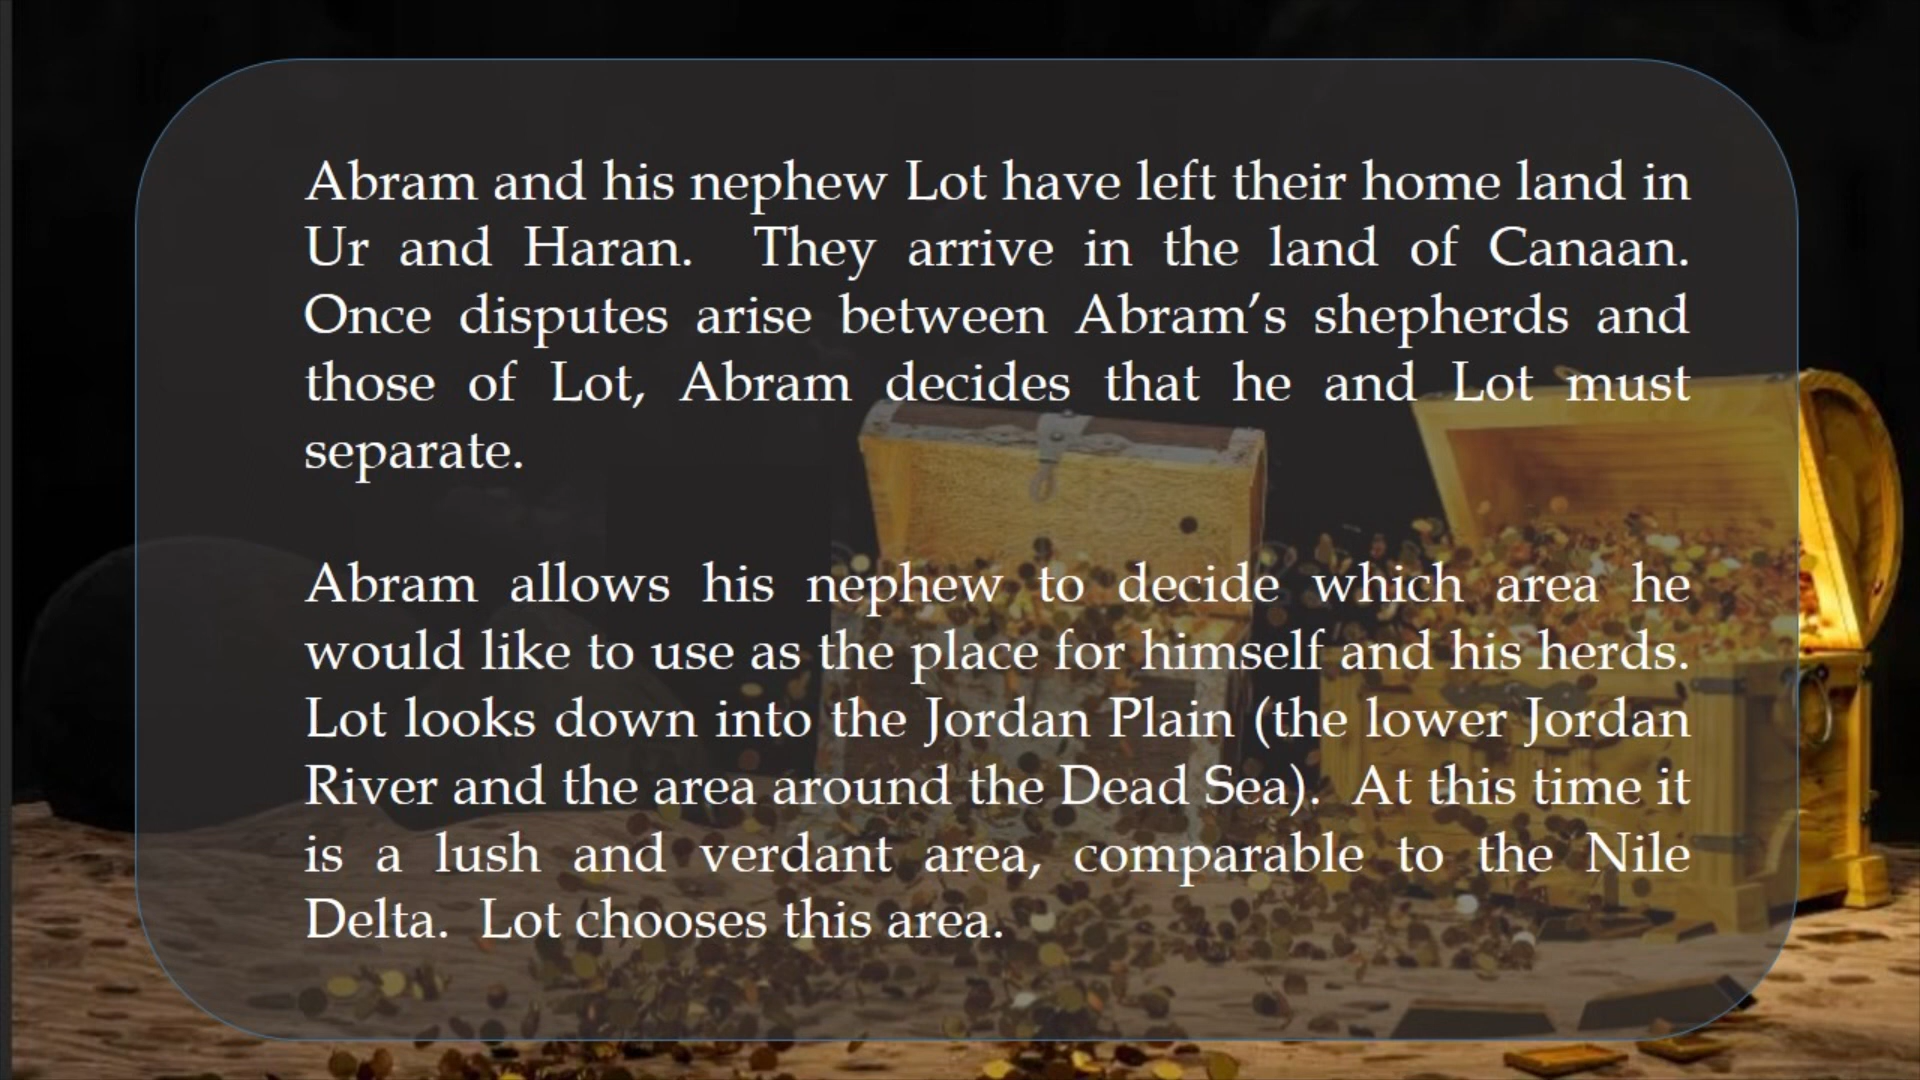 Abram and his nephew Lot have left their home land in
Ur and Haran.  They arrive in the land of Canaan.
Once disputes arise between Abram’s shepherds and
those of Lot, Abram decides that he and Lot must
separate.
Abram allows his nephew to decide which area he
would like to use as the place for himself and his herds.
Lot looks down into the Jordan Plain (the lower Jordan
River and the area around the Dead Sea).  At this time it
is a lush and verdant area, comparable to the Nile
Delta.  Lot chooses this area.